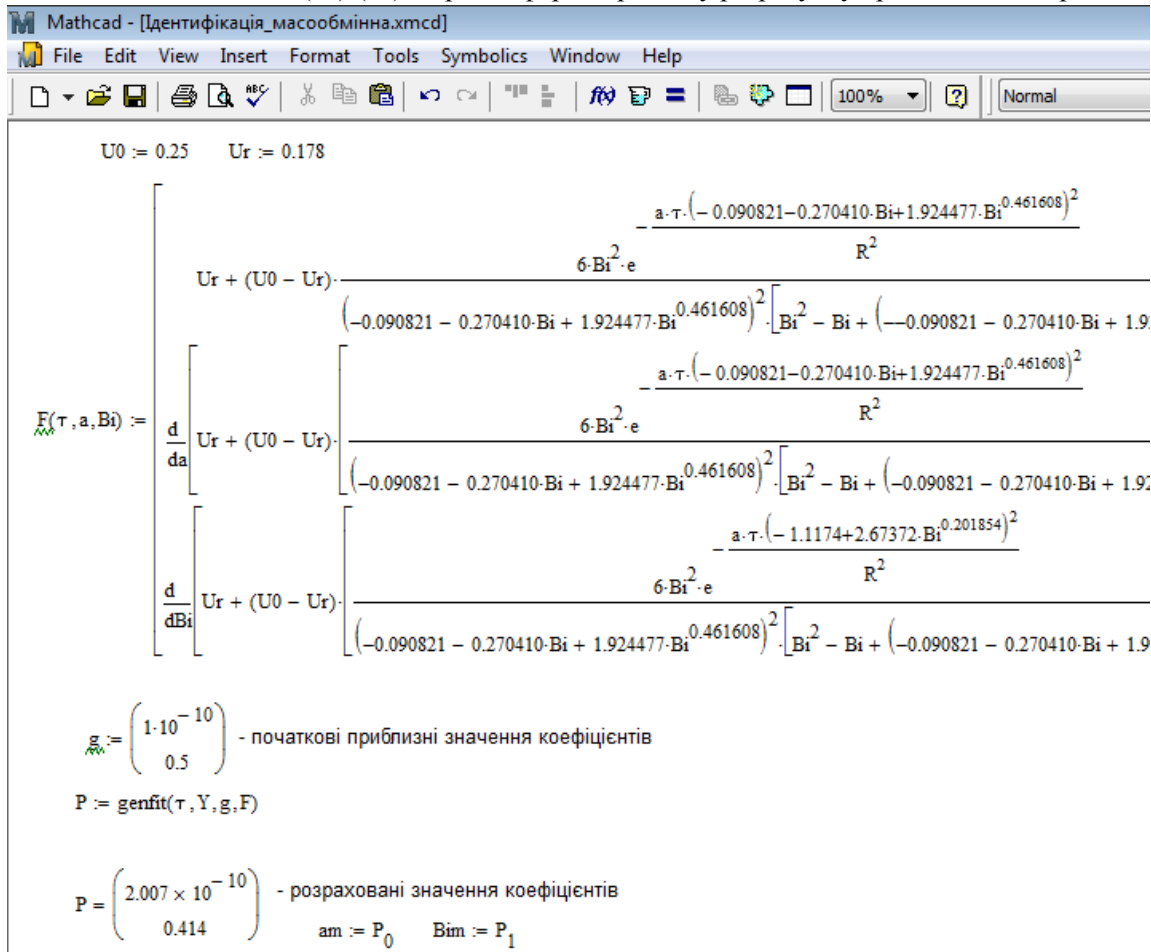 Mathcad - [Ідентифікація_масообмінна.xmcd]
File Edit View Insert Format Tools Symbolics Window Help
100% Normal
U0 := 0.25 Ur := 0.178
F(τ,a,Bi) :=
Ur + (U0 − Ur)· 6·Bi^2·e^(− a·τ·(− 0.090821−0.270410·Bi+1.924477·Bi^0.461608)^2 / R^2) / (−0.090821 − 0.270410·Bi + 1.924477·Bi^0.461608)^2·[Bi^2 − Bi + (−−0.090821 − 0.270410·Bi + 1.9
d/da [Ur + (U0 − Ur)·[ 6·Bi^2·e^(− a·τ·(− 0.090821−0.270410·Bi+1.924477·Bi^0.461608)^2 / R^2) / (−0.090821 − 0.270410·Bi + 1.924477·Bi^0.461608)^2·[Bi^2 − Bi + (−0.090821 − 0.270410·Bi + 1.92
d/dBi [Ur + (U0 − Ur)·[ 6·Bi^2·e^(− a·τ·(− 1.1174+2.67372·Bi^0.201854)^2 / R^2) / (−0.090821 − 0.270410·Bi + 1.924477·Bi^0.461608)^2·[Bi^2 − Bi + (−0.090821 − 0.270410·Bi + 1.9
g := (1·10^−10 0.5) - початкові приблизні значення коефіцієнтів
P := genfit(τ,Y,g,F)
P = (2.007 × 10^−10 0.414) - розраховані значення коефіцієнтів
am := P_0 Bim := P_1